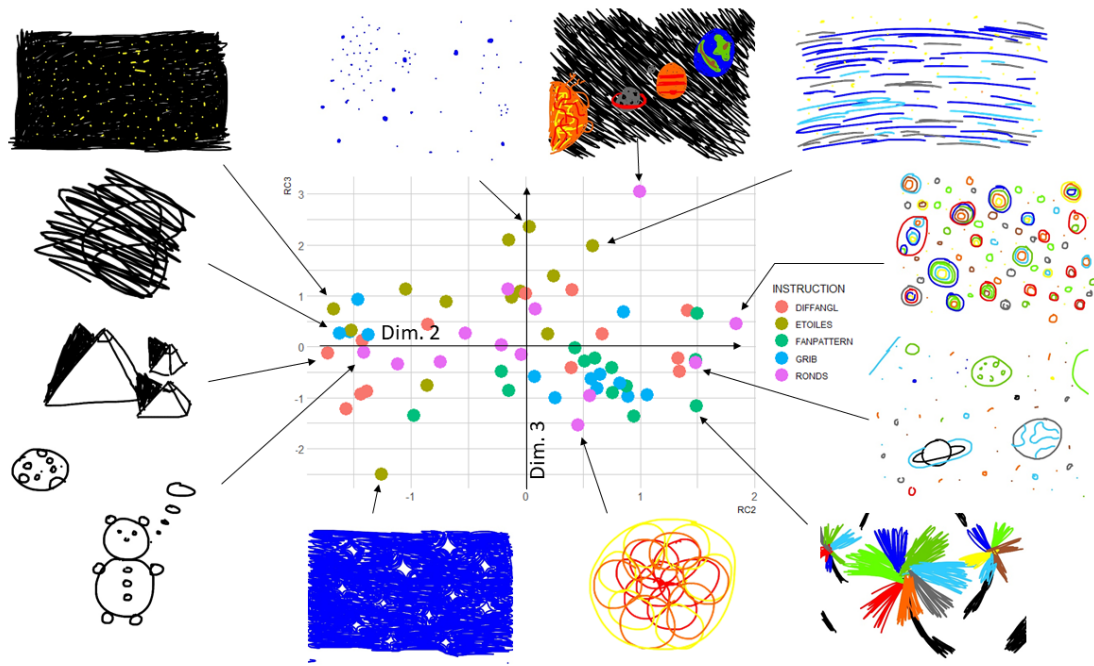 RC3
3
2
1
0
-1
-2
Dim. 2
Dim. 3
-1
0
1
2
RC2
INSTRUCTION
DIFFANGL
ETOILES
FANPATTERN
GRIB
RONDS